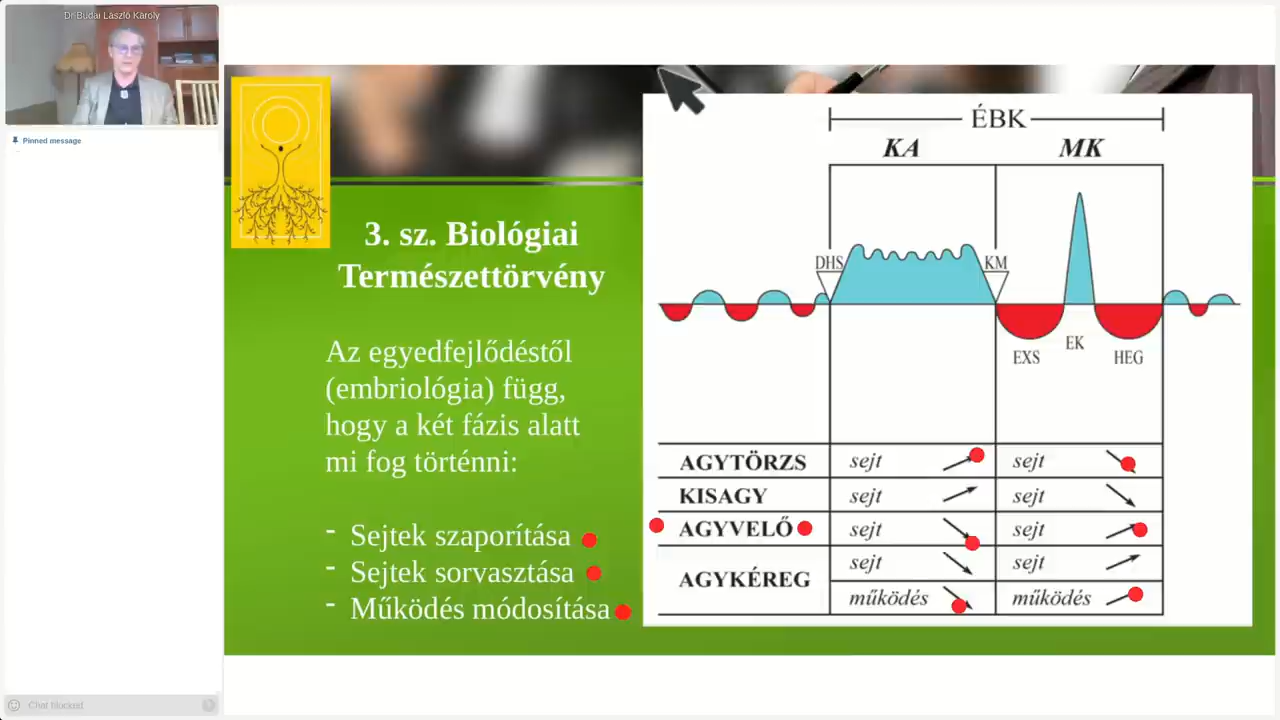 Dr Budai László Károly
Pinned message
3. sz. Biológiai
Természettörvény
Az egyedfejlődéstől
(embriológia) függ,
hogy a két fázis alatt
mi fog történni:
- Sejtek szaporítása
- Sejtek sorvasztása
- Működés módosítása
ÉBK
KA MK
DHS KM
EXS EK HEG
AGYTÖRZS sejt sejt
KISAGY sejt sejt
AGYVELŐ sejt sejt
AGYKÉREG sejt sejt
működés működés
Chat blocked